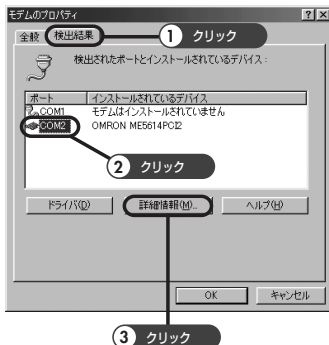 モデムのプロパティ
全般 検出結果 1 クリック
検出されたポートとインストールされているデバイス:
ポート インストールされているデバイス
COM1 モデムはインストールされていません
COM2 OMRON ME5614PCI2
2 クリック
ドライバ(D) 詳細情報(M)... ヘルプ(H)
OK キャンセル
3 クリック